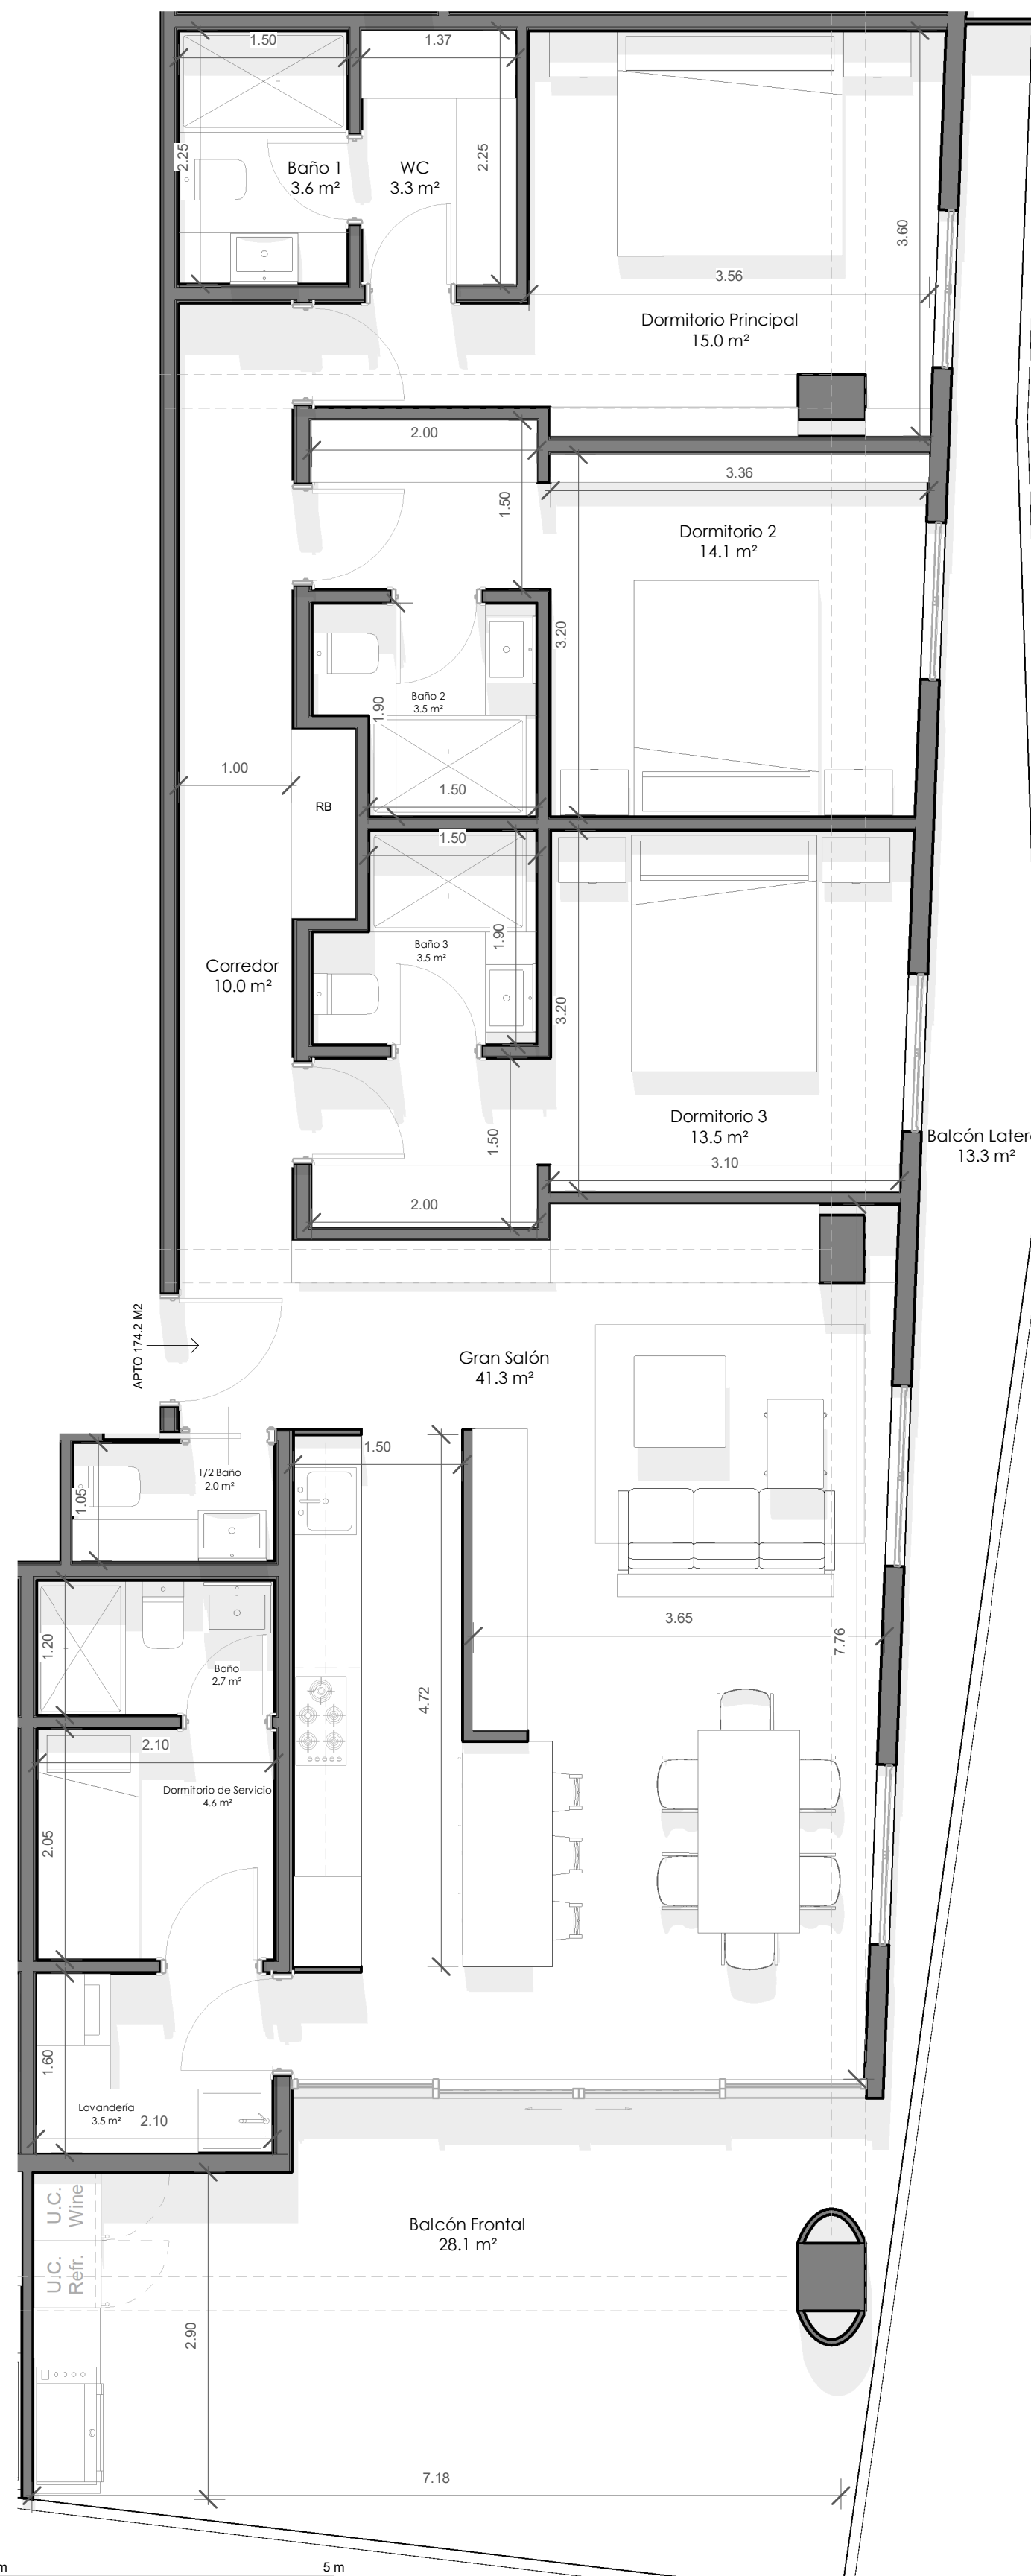 1.50
1.37
2.25
Baño 1
3.6 m²
WC
3.3 m²
2.25
3.60
3.56
Dormitorio Principal
15.0 m²
2.00
3.36
1.50
Dormitorio 2
14.1 m²
3.20
Baño 2
3.5 m²
1.90
1.00
1.50
RB
1.50
1.90
Baño 3
3.5 m²
Corredor
10.0 m²
3.20
Dormitorio 3
13.5 m²
1.50
3.10
Balcón Later
13.3 m²
2.00
APTO 174.2 M2
Gran Salón
41.3 m²
1.50
1/2 Baño
2.0 m²
1.05
3.65
7.76
1.20
Baño
2.7 m²
4.72
2.10
Dormitorio de Servicio
4.6 m²
2.05
1.60
Lavandería
3.5 m²
2.10
U.C.
Wine
U.C.
Refr.
Balcón Frontal
28.1 m²
2.90
7.18
m
5 m